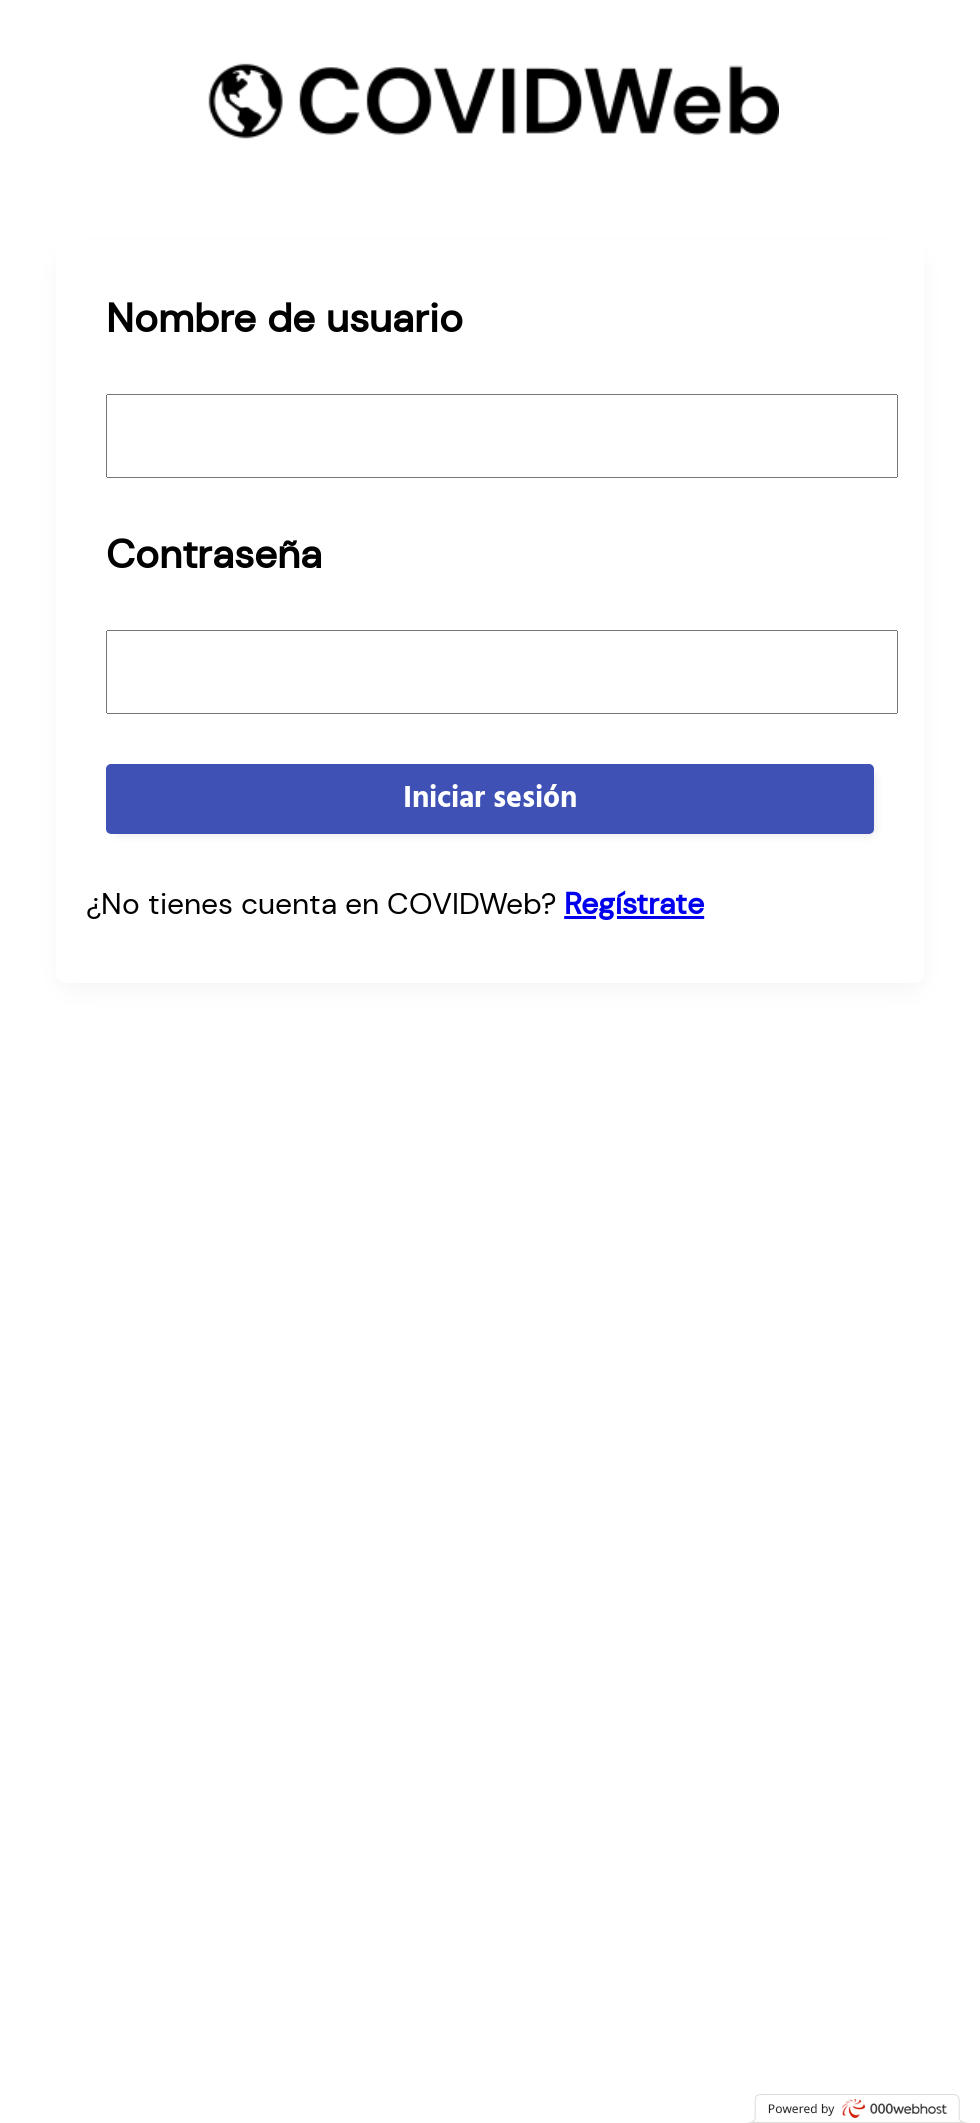 COVIDWeb
Nombre de usuario
Contraseña
Iniciar sesión
¿No tienes cuenta en COVIDWeb? Regístrate
Powered by 000webhost